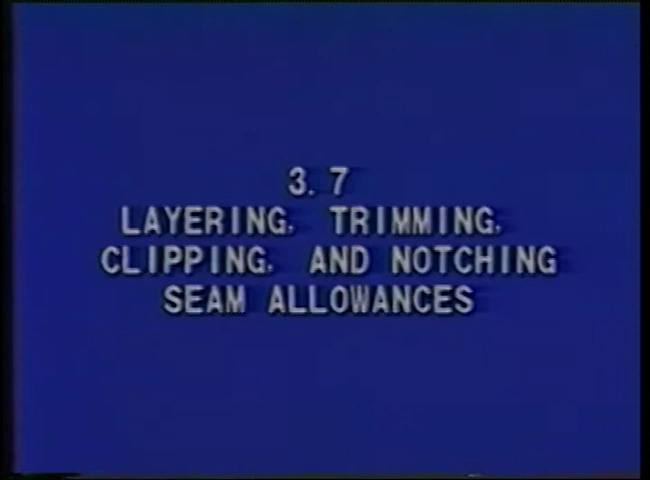 3.7
LAYERING, TRIMMING,
CLIPPING, AND NOTCHING
SEAM ALLOWANCES